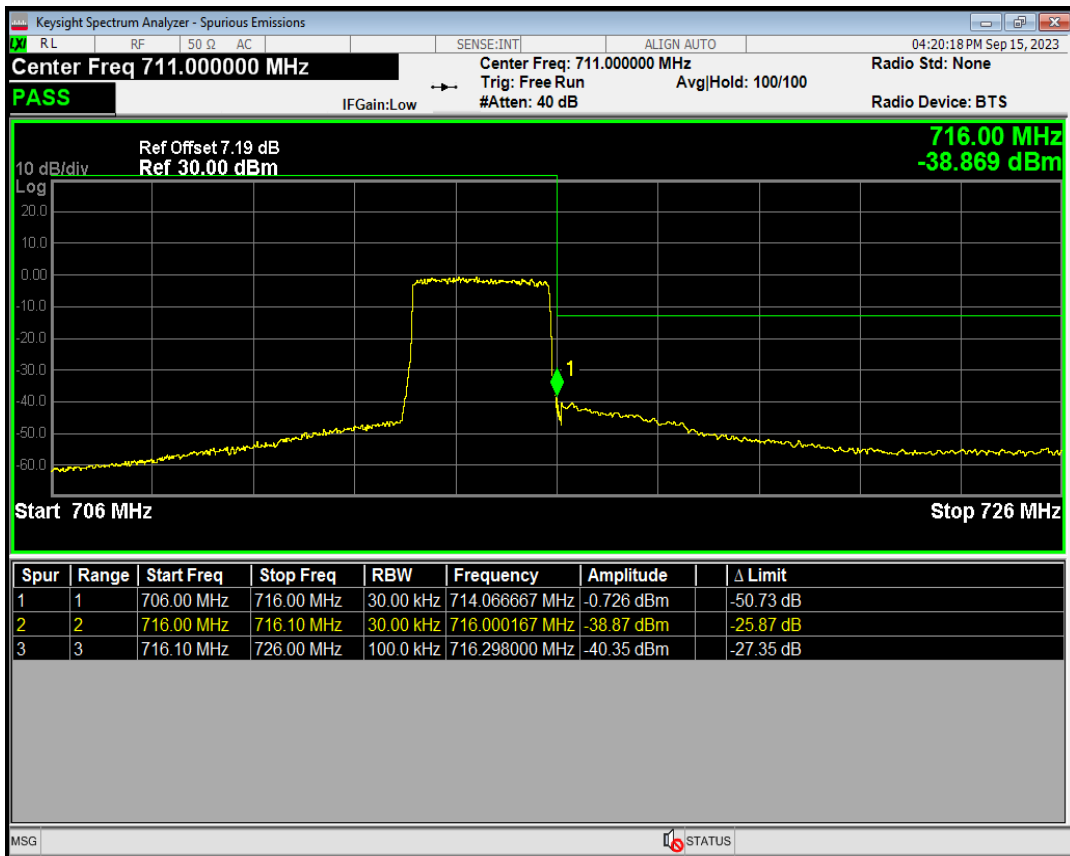 Keysight Spectrum Analyzer - Spurious Emissions
LXI RL RF 50 Ω AC SENSE:INT ALIGN AUTO 04:20:18 PM Sep 15, 2023
Center Freq 711.000000 MHz Center Freq: 711.000000 MHz Radio Std: None
Trig: Free Run Avg|Hold: 100/100
PASS IFGain:Low #Atten: 40 dB Radio Device: BTS
716.00 MHz
Ref Offset 7.19 dB
10 dB/div Ref 30.00 dBm -38.869 dBm
Log
20.0
10.0
0.00
-10.0
-20.0
-30.0
1
-40.0
-50.0
-60.0
Start 706 MHz Stop 726 MHz
Spur Range Start Freq Stop Freq RBW Frequency Amplitude Δ Limit
1 1 706.00 MHz 716.00 MHz 30.00 kHz 714.066667 MHz -0.726 dBm -50.73 dB
2 2 716.00 MHz 716.10 MHz 30.00 kHz 716.000167 MHz -38.87 dBm -25.87 dB
3 3 716.10 MHz 726.00 MHz 100.0 kHz 716.298000 MHz -40.35 dBm -27.35 dB
MSG STATUS